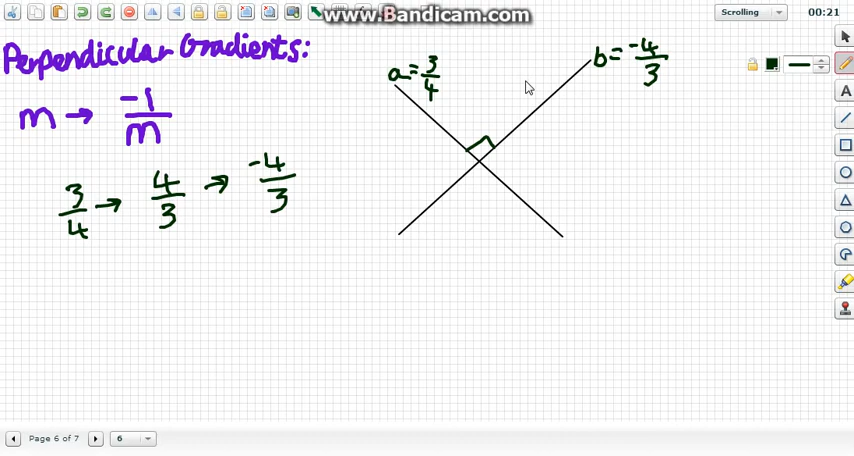 www.Bandicam.com
Scrolling
00:21
Perpendicular Gradients:
m → -1/m
3/4 → 4/3 → -4/3
a = 3/4
b = -4/3
A
Page 6 of 7
6